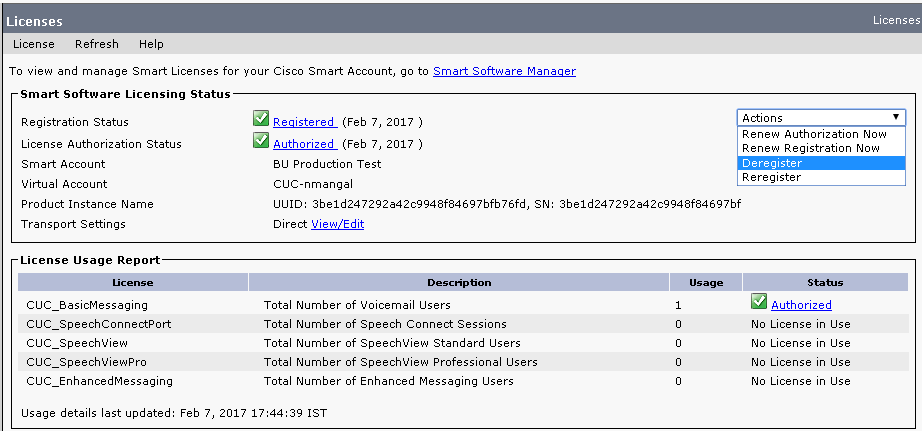 Licenses Licenses
License Refresh Help
To view and manage Smart Licenses for your Cisco Smart Account, go to Smart Software Manager
Smart Software Licensing Status
Registration Status Registered (Feb 7, 2017 ) Actions
Renew Authorization Now
License Authorization Status Authorized (Feb 7, 2017 ) Renew Registration Now
Smart Account BU Production Test Deregister
Reregister
Virtual Account CUC-nmangal
Product Instance Name UUID: 3be1d247292a42c9948f84697bfb76fd, SN: 3be1d247292a42c9948f84697bf
Transport Settings Direct View/Edit
License Usage Report
License Description Usage Status
CUC_BasicMessaging Total Number of Voicemail Users 1 Authorized
CUC_SpeechConnectPort Total Number of Speech Connect Sessions 0 No License in Use
CUC_SpeechView Total Number of SpeechView Standard Users 0 No License in Use
CUC_SpeechViewPro Total Number of SpeechView Professional Users 0 No License in Use
CUC_EnhancedMessaging Total Number of Enhanced Messaging Users 0 No License in Use
Usage details last updated: Feb 7, 2017 17:44:39 IST